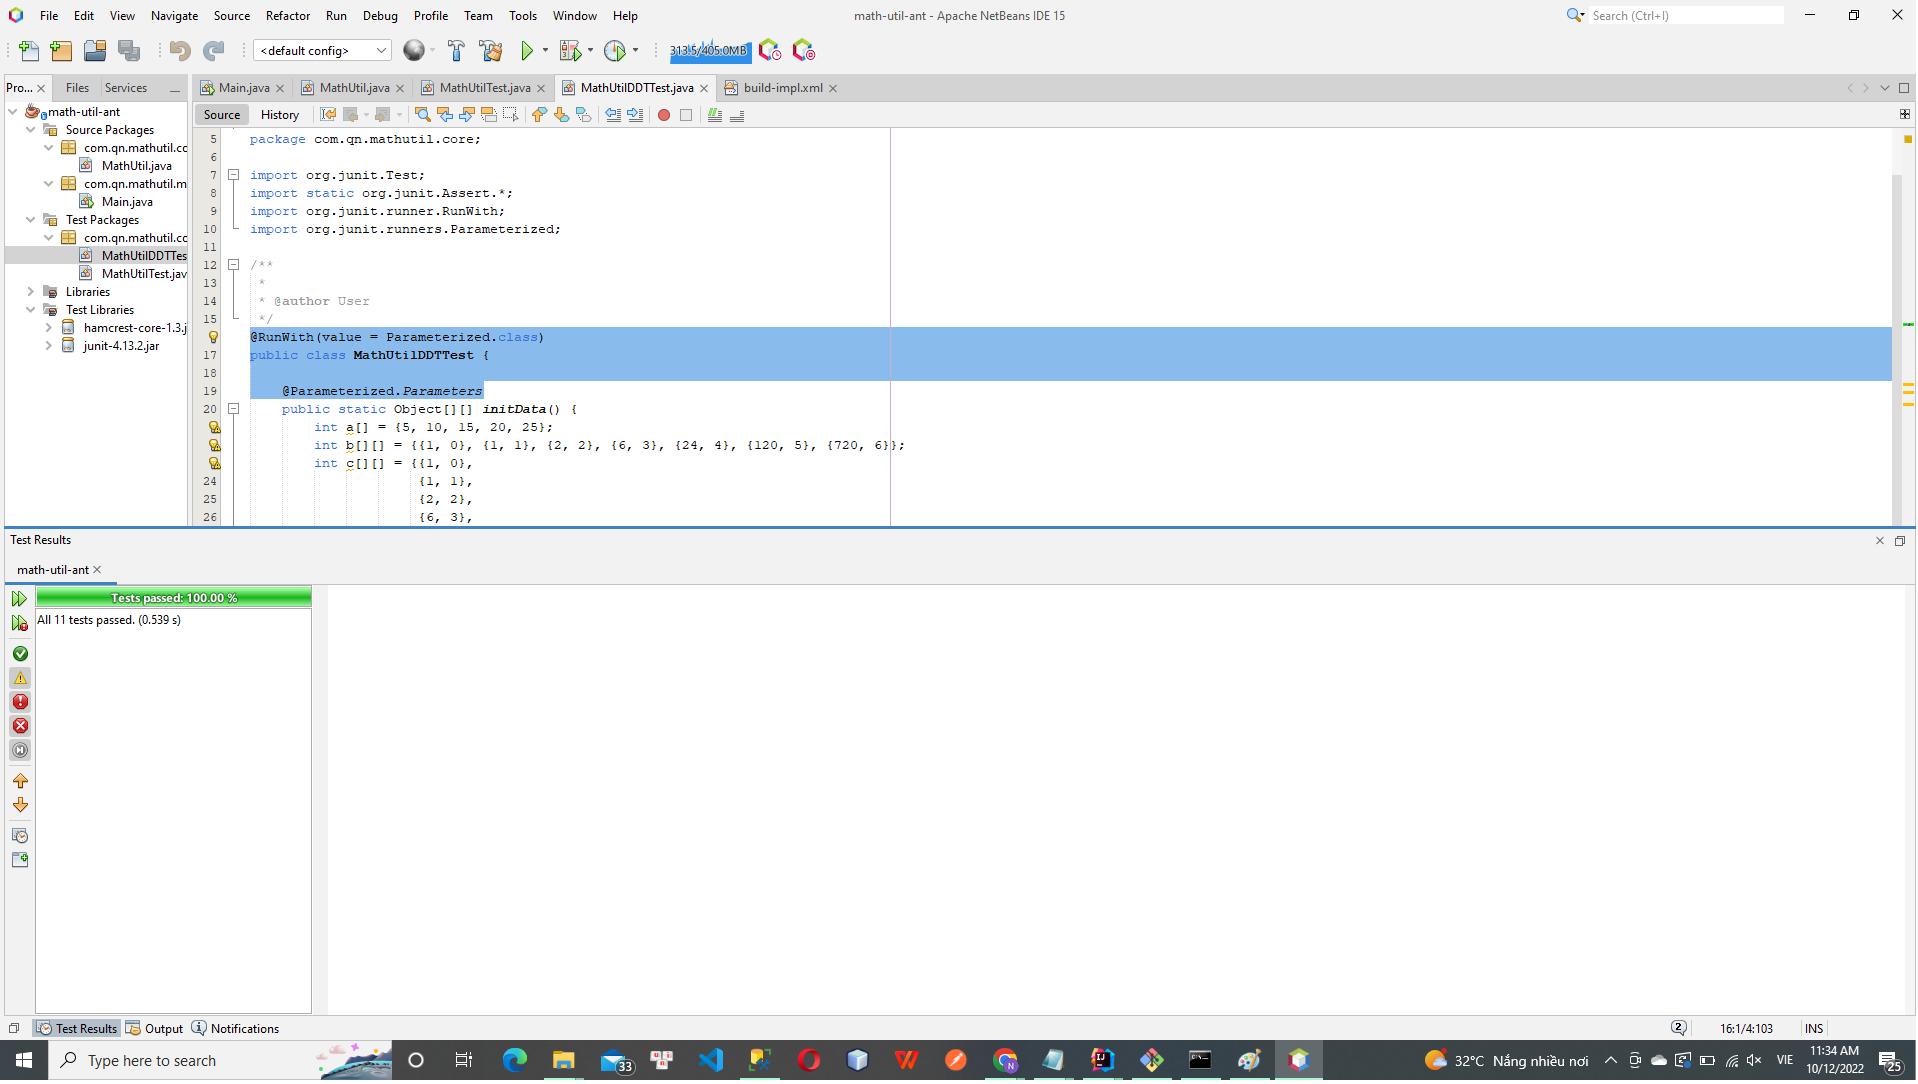 File Edit View Navigate Source Refactor Run Debug Profile Team Tools Window Help
math-util-ant - Apache NetBeans IDE 15
Search (Ctrl+I)
<default config>
313.5/405.0MB
Pro... Files Services
Main.java MathUtil.java MathUtilTest.java MathUtilDDTTest.java build-impl.xml
math-util-ant
Source Packages
com.qn.mathutil.co
MathUtil.java
com.qn.mathutil.m
Main.java
Test Packages
com.qn.mathutil.co
MathUtilDDTTes
MathUtilTest.jav
Libraries
Test Libraries
hamcrest-core-1.3.j
junit-4.13.2.jar
Source History
5 package com.qn.mathutil.core;
6
7 import org.junit.Test;
8 import static org.junit.Assert.*;
9 import org.junit.runner.RunWith;
10 import org.junit.runners.Parameterized;
11
12 /**
13 *
14 * @author User
15 */
@RunWith(value = Parameterized.class)
17 public class MathUtilDDTTest {
18
19 @Parameterized.Parameters
20 public static Object[][] initData() {
int a[] = {5, 10, 15, 20, 25};
int b[][] = {{1, 0}, {1, 1}, {2, 2}, {6, 3}, {24, 4}, {120, 5}, {720, 6}};
int c[][] = {{1, 0},
24 {1, 1},
25 {2, 2},
26 {6, 3},
Test Results
math-util-ant
Tests passed: 100.00 %
All 11 tests passed. (0.539 s)
Test Results Output Notifications
2 16:1/4:103 INS
Type here to search
33
32°C Nắng nhiều nơi
VIE
11:34 AM
10/12/2022
25